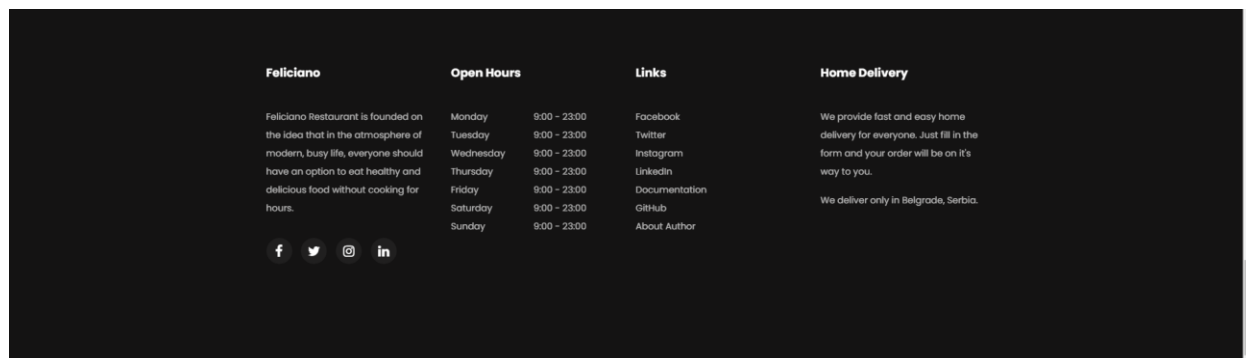 Feliciano
Feliciano Restaurant is founded on
the idea that in the atmosphere of
modern, busy life, everyone should
have an option to eat healthy and
delicious food without cooking for
hours.
Open Hours
Monday 9:00 - 23:00
Tuesday 9:00 - 23:00
Wednesday 9:00 - 23:00
Thursday 9:00 - 23:00
Friday 9:00 - 23:00
Saturday 9:00 - 23:00
Sunday 9:00 - 23:00
Links
Facebook
Twitter
Instagram
LinkedIn
Documentation
GitHub
About Author
Home Delivery
We provide fast and easy home
delivery for everyone. Just fill in the
form and your order will be on it's
way to you.
We deliver only in Belgrade, Serbia.